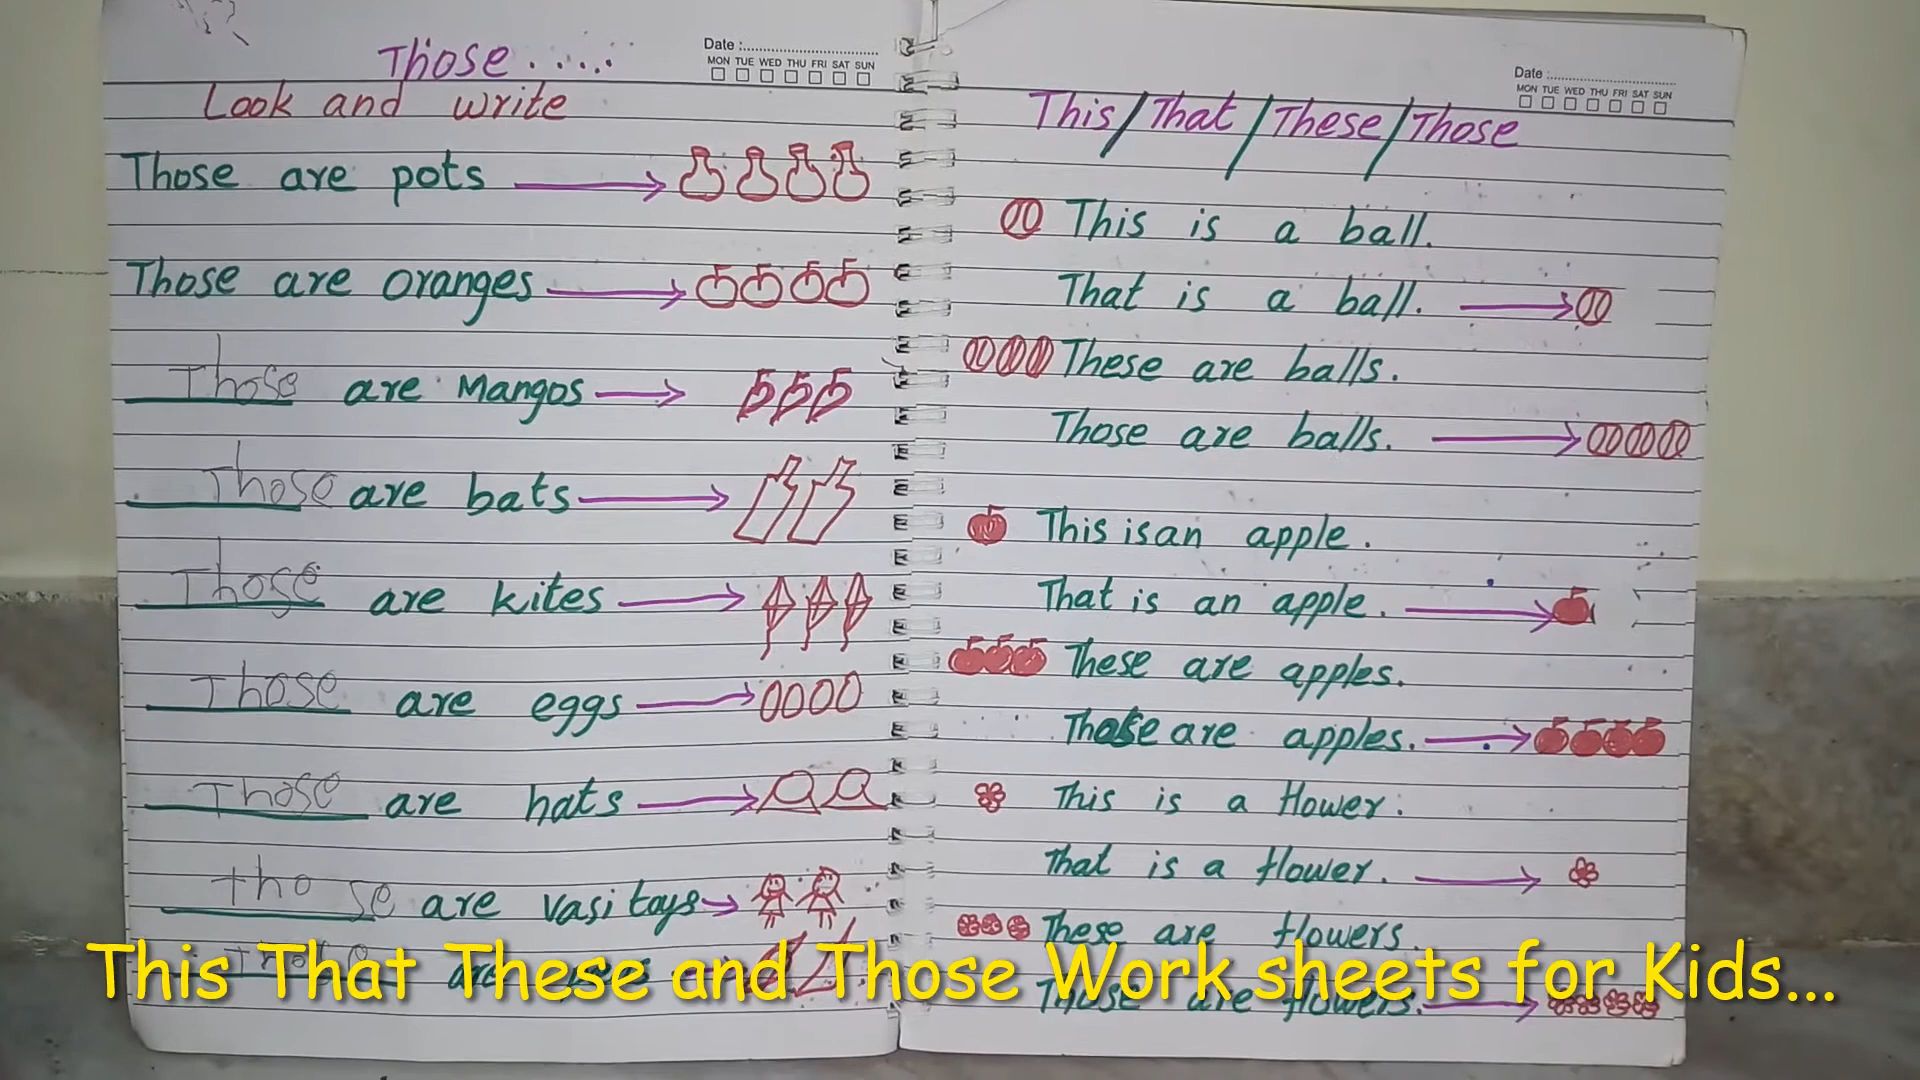 Those.....
Date :
MON TUE WED THU FRI SAT SUN
Look and write
Those are pots
Those are oranges
Those are Mangos
Those are bats
Those are kites
Those are eggs
Those are hats
those are vasi toys
are
Date :
MON TUE WED THU FRI SAT SUN
This/That/These/Those
This is a ball.
That is a ball.
These are balls.
Those are balls.
This is an apple.
That is an apple.
These are apples.
Those are apples.
This is a flower.
That is a flower.
These are flowers.
Those are flowers.
This That These and Those Work sheets for Kids...